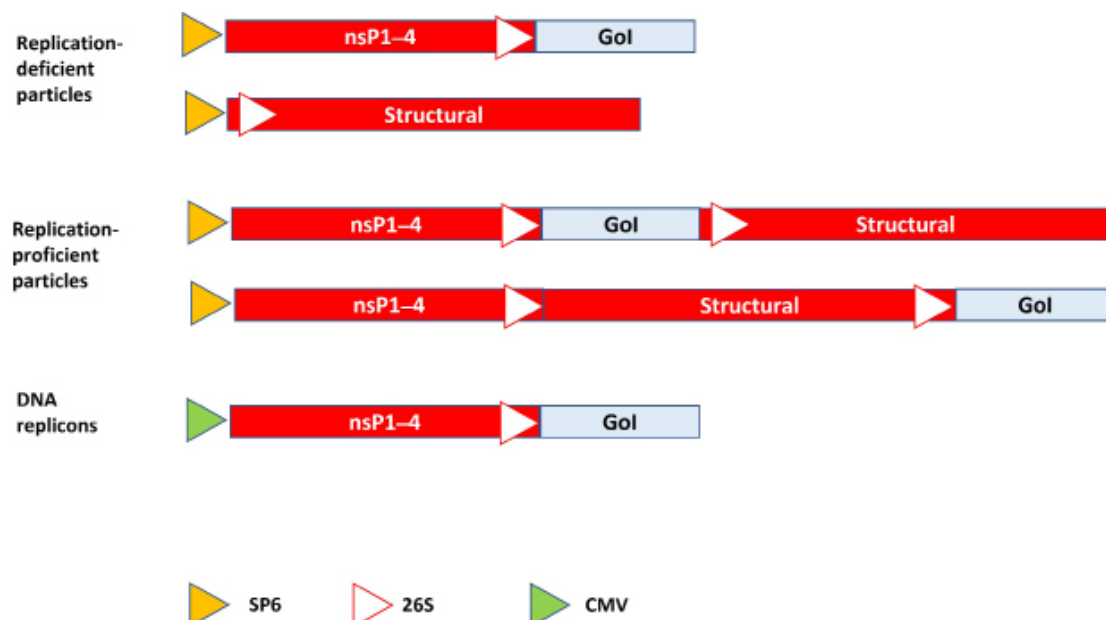 Replication-
deficient
particles
nsP1–4 GoI
Structural
Replication-
proficient
particles
nsP1–4 GoI Structural
nsP1–4 Structural GoI
DNA
replicons
nsP1–4 GoI
SP6 26S CMV